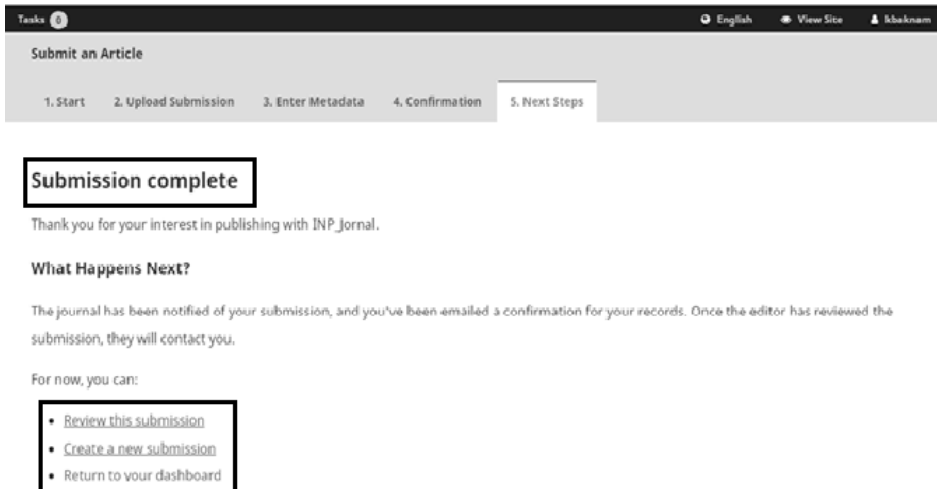 Tasks 0
English View Site kbaknam
Submit an Article
1. Start 2. Upload Submission 3. Enter Metadata 4. Confirmation 5. Next Steps
Submission complete
Thank you for your interest in publishing with INP_Jornal.
What Happens Next?
The journal has been notified of your submission, and you've been emailed a confirmation for your records. Once the editor has reviewed the
submission, they will contact you.
For now, you can:
• Review this submission
• Create a new submission
• Return to your dashboard